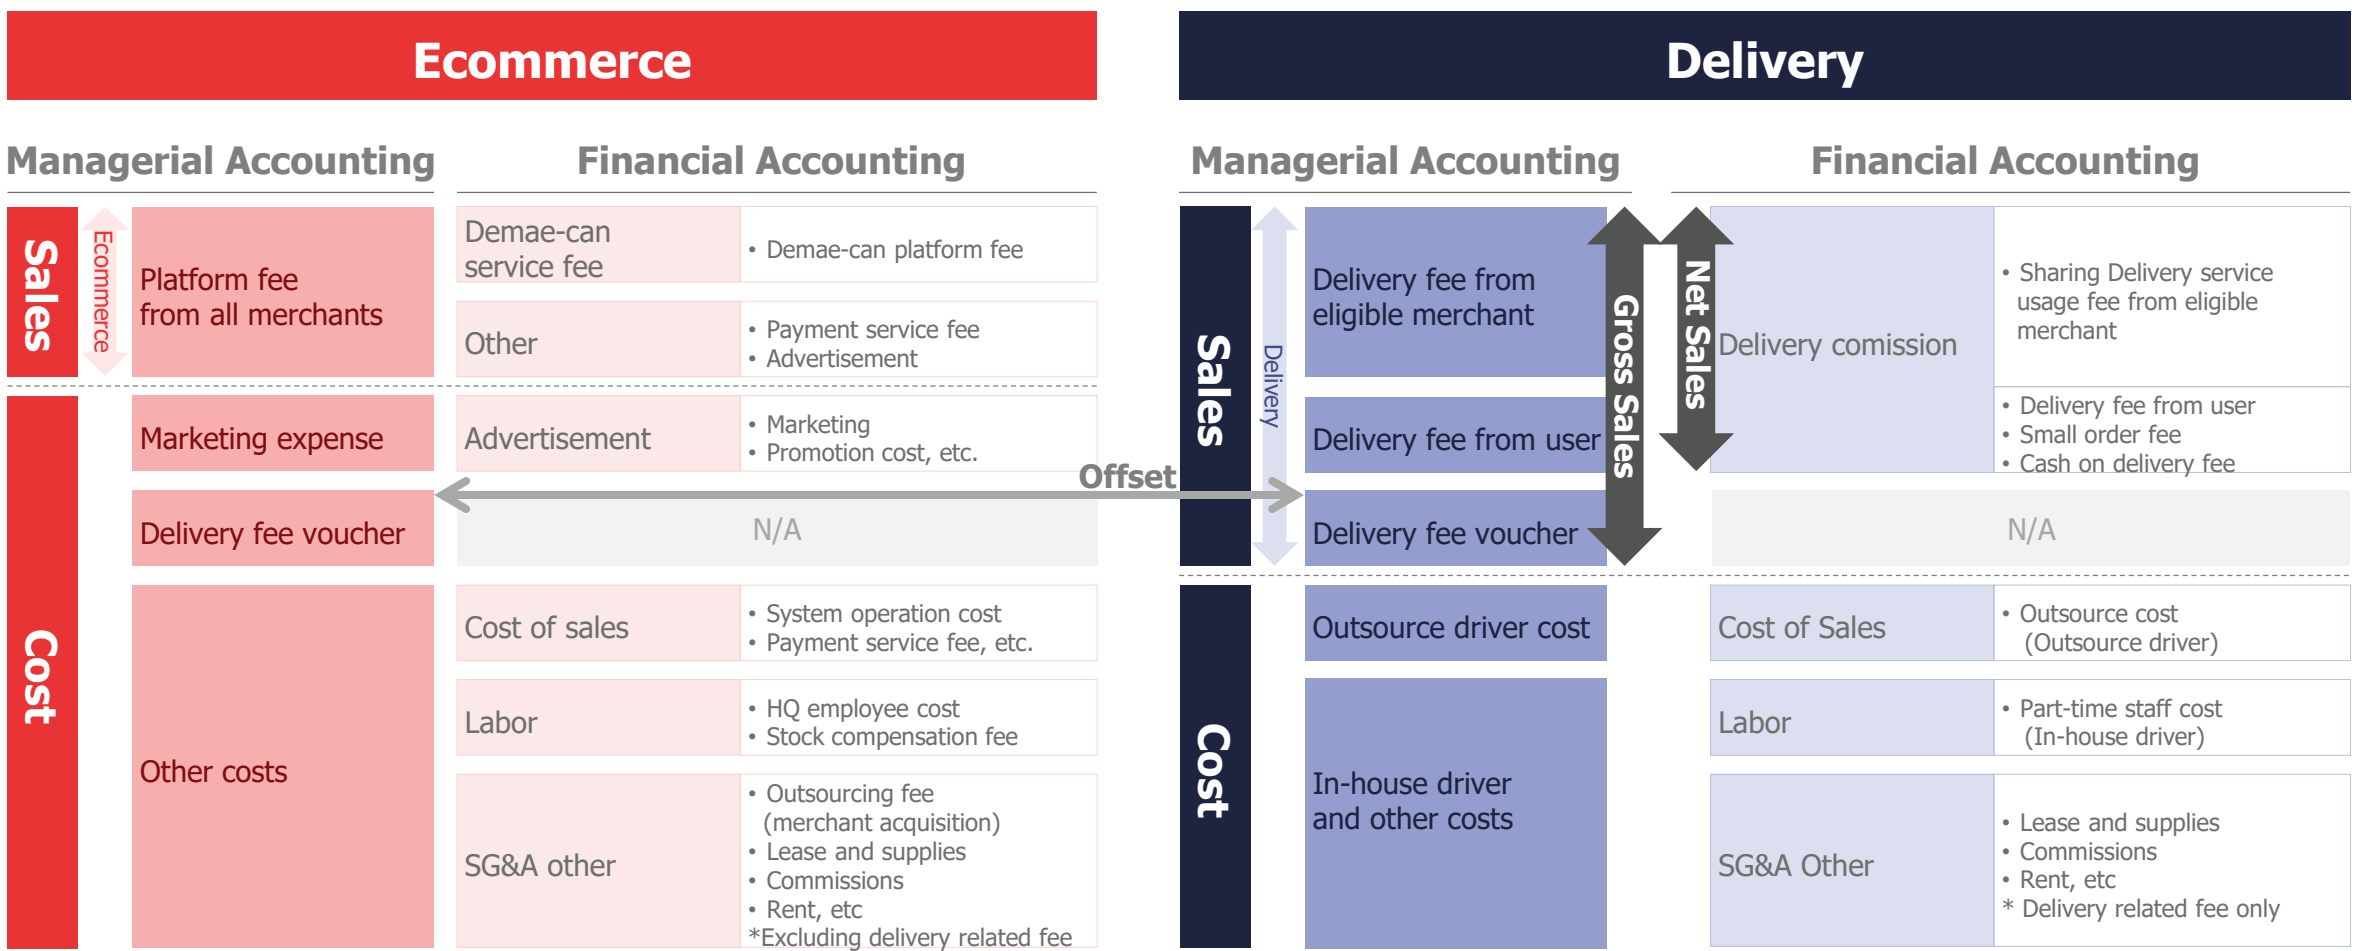 Ecommerce
Managerial Accounting
Financial Accounting
Sales
Ecommerce
Platform fee
from all merchants
Demae-can
service fee
• Demae-can platform fee
Other
• Payment service fee
• Advertisement
Cost
Marketing expense
Advertisement
• Marketing
• Promotion cost, etc.
Delivery fee voucher
N/A
Offset
Other costs
Cost of sales
• System operation cost
• Payment service fee, etc.
Labor
• HQ employee cost
• Stock compensation fee
SG&A other
• Outsourcing fee
(merchant acquisition)
• Lease and supplies
• Commissions
• Rent, etc
*Excluding delivery related fee
Delivery
Managerial Accounting
Financial Accounting
Sales
Delivery
Delivery fee from
eligible merchant
Delivery fee from user
Delivery fee voucher
Gross Sales
Net Sales
Delivery comission
• Sharing Delivery service
usage fee from eligible
merchant
• Delivery fee from user
• Small order fee
• Cash on delivery fee
N/A
Cost
Outsource driver cost
Cost of Sales
• Outsource cost
(Outsource driver)
In-house driver
and other costs
Labor
• Part-time staff cost
(In-house driver)
SG&A Other
• Lease and supplies
• Commissions
• Rent, etc
* Delivery related fee only